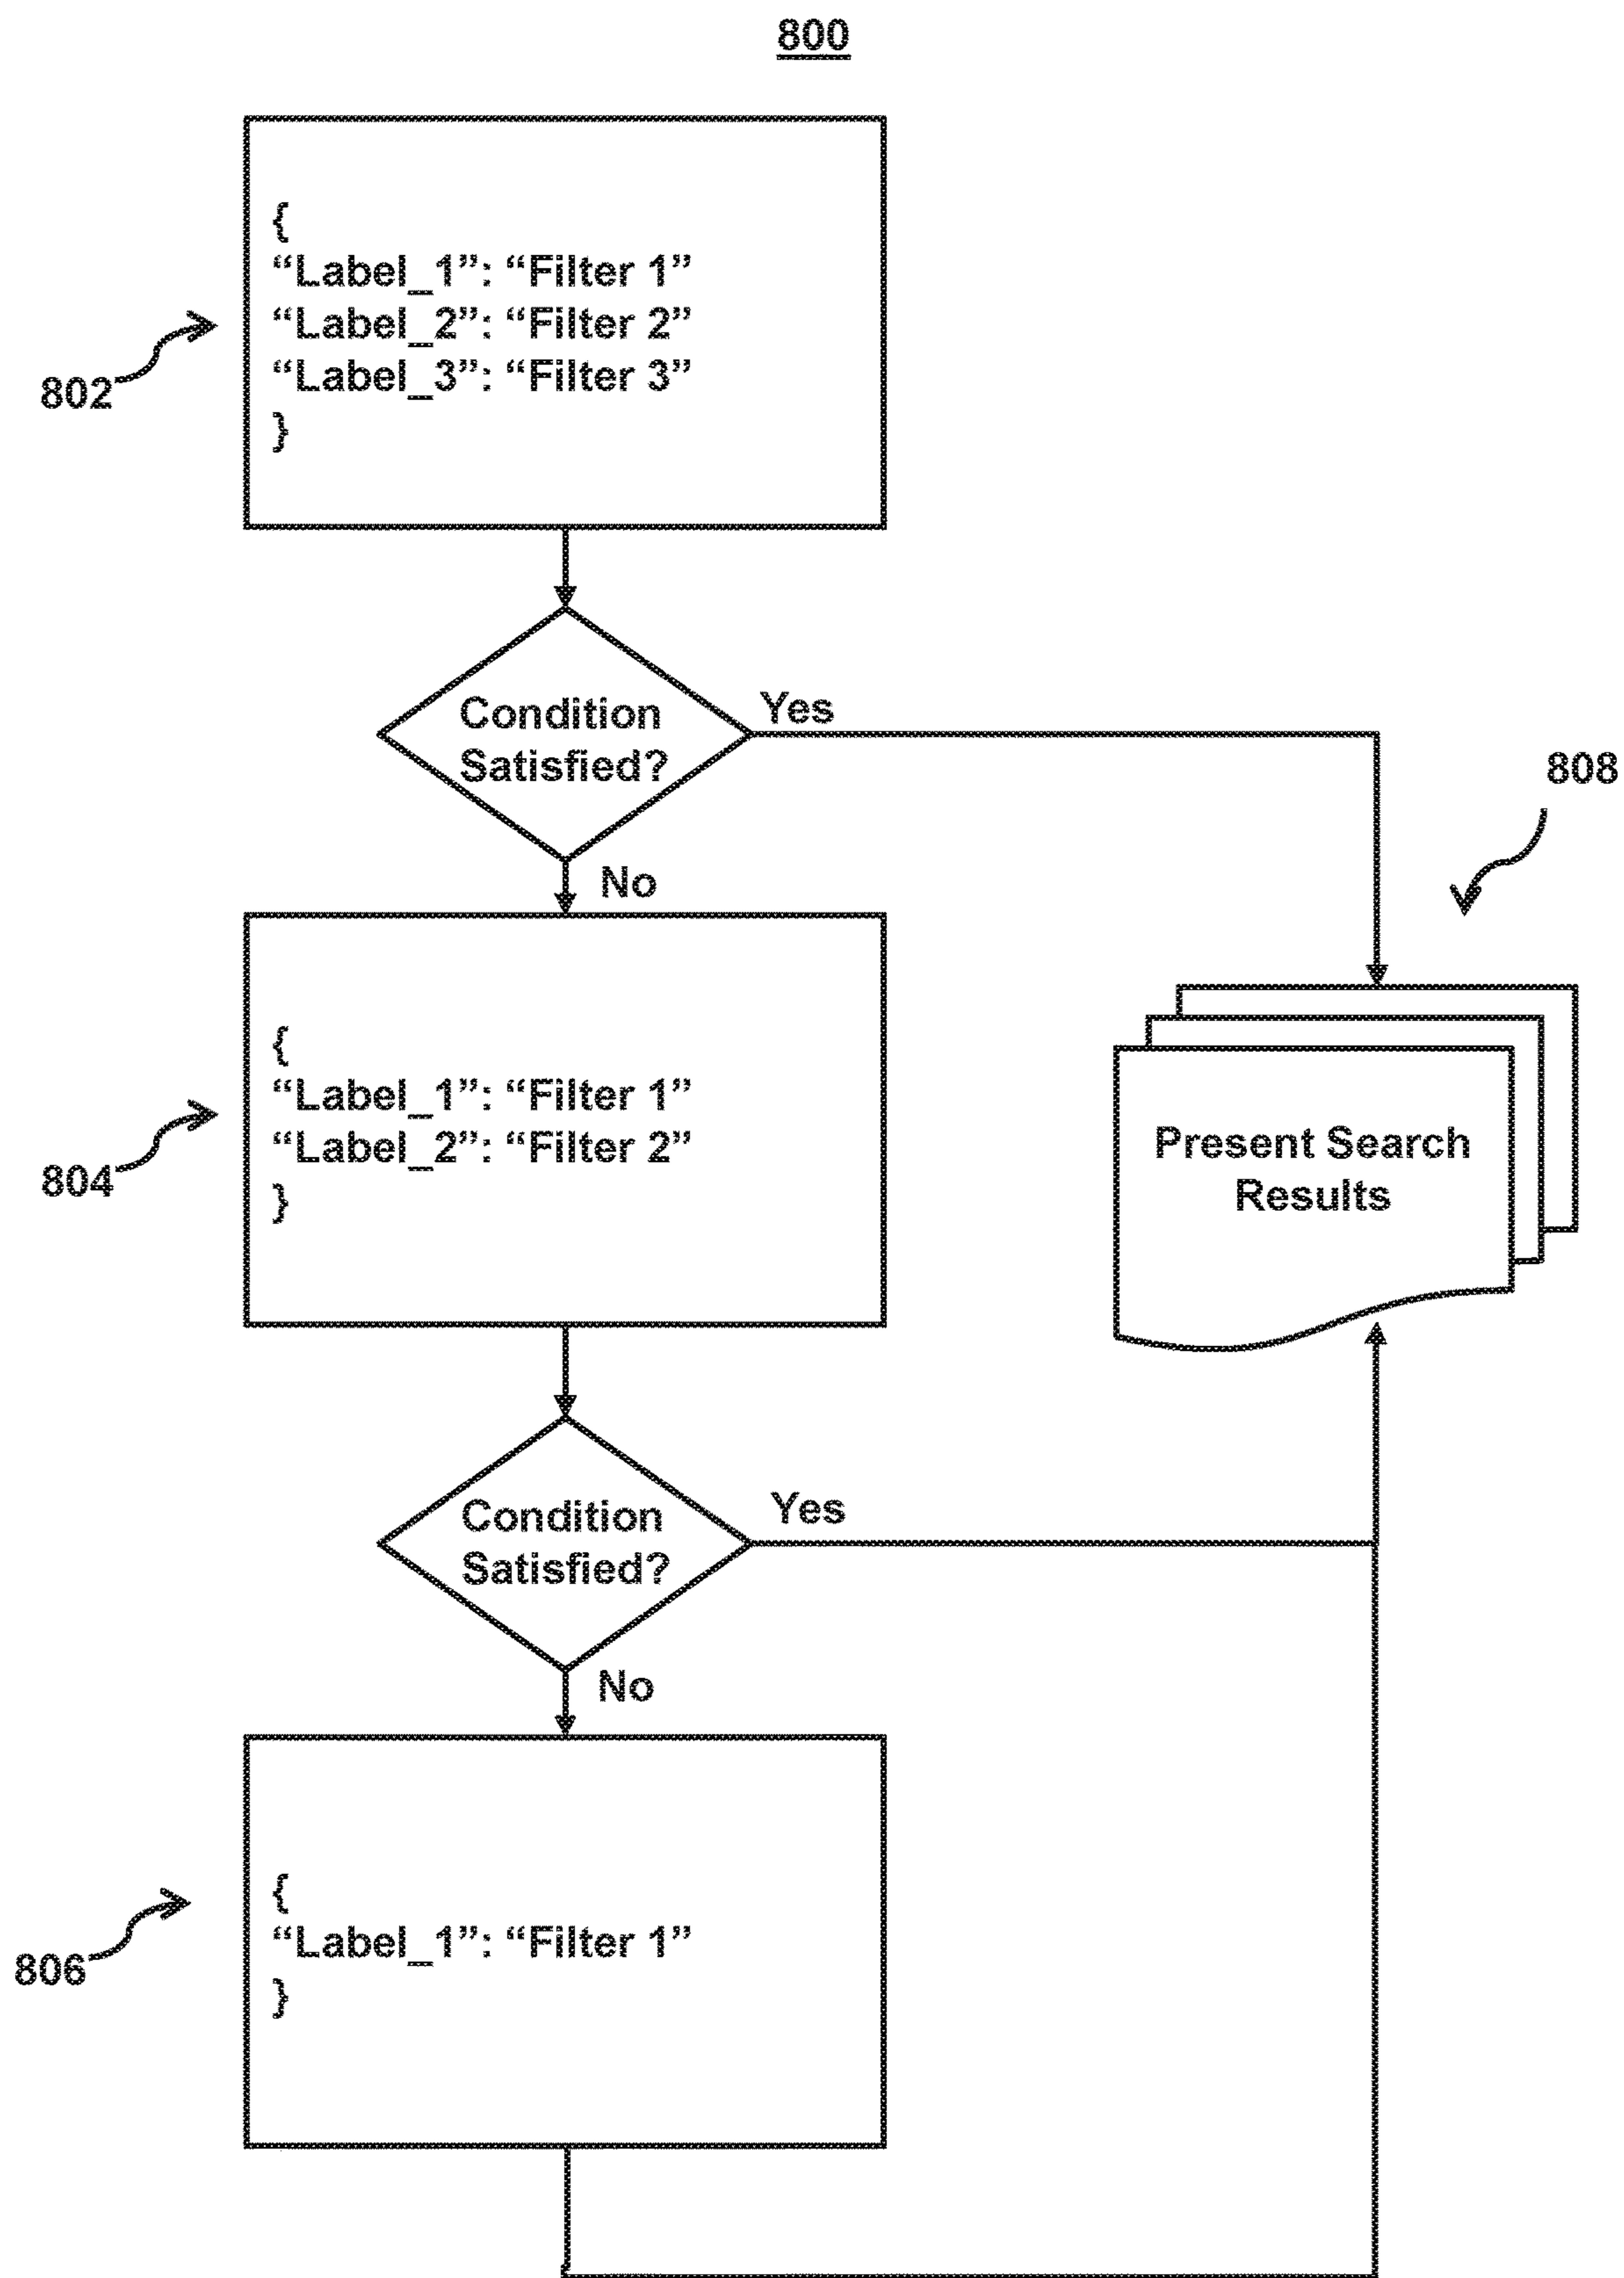 800
{
“Label_1”: “Filter 1”
“Label_2”: “Filter 2”
“Label_3”: “Filter 3”
}
802
Condition
Satisfied?
Yes
808
No
{
“Label_1”: “Filter 1”
“Label_2”: “Filter 2”
}
804
Present Search
Results
Condition
Satisfied?
Yes
No
{
“Label_1”: “Filter 1”
}
806